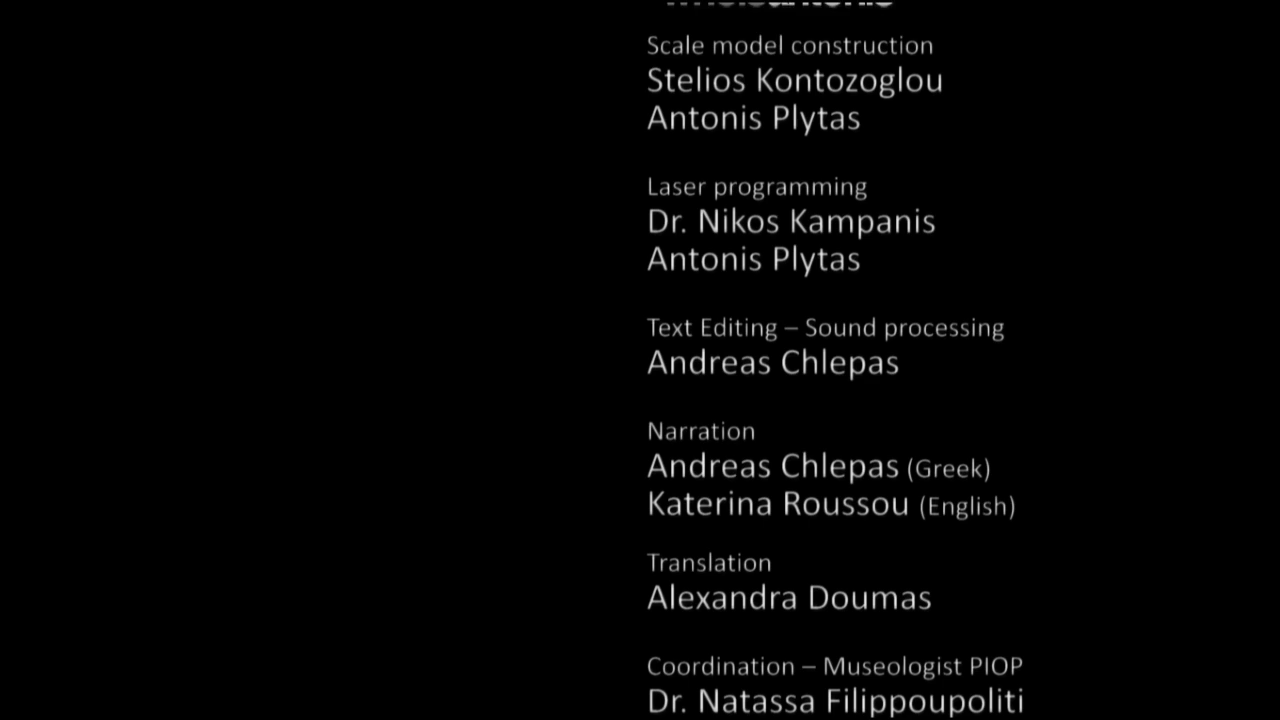 Scale model construction
Stelios Kontozoglou
Antonis Plytas
Laser programming
Dr. Nikos Kampanis
Antonis Plytas
Text Editing – Sound processing
Andreas Chlepas
Narration
Andreas Chlepas (Greek)
Katerina Roussou (English)
Translation
Alexandra Doumas
Coordination – Museologist PIOP
Dr. Natassa Filippoupoliti